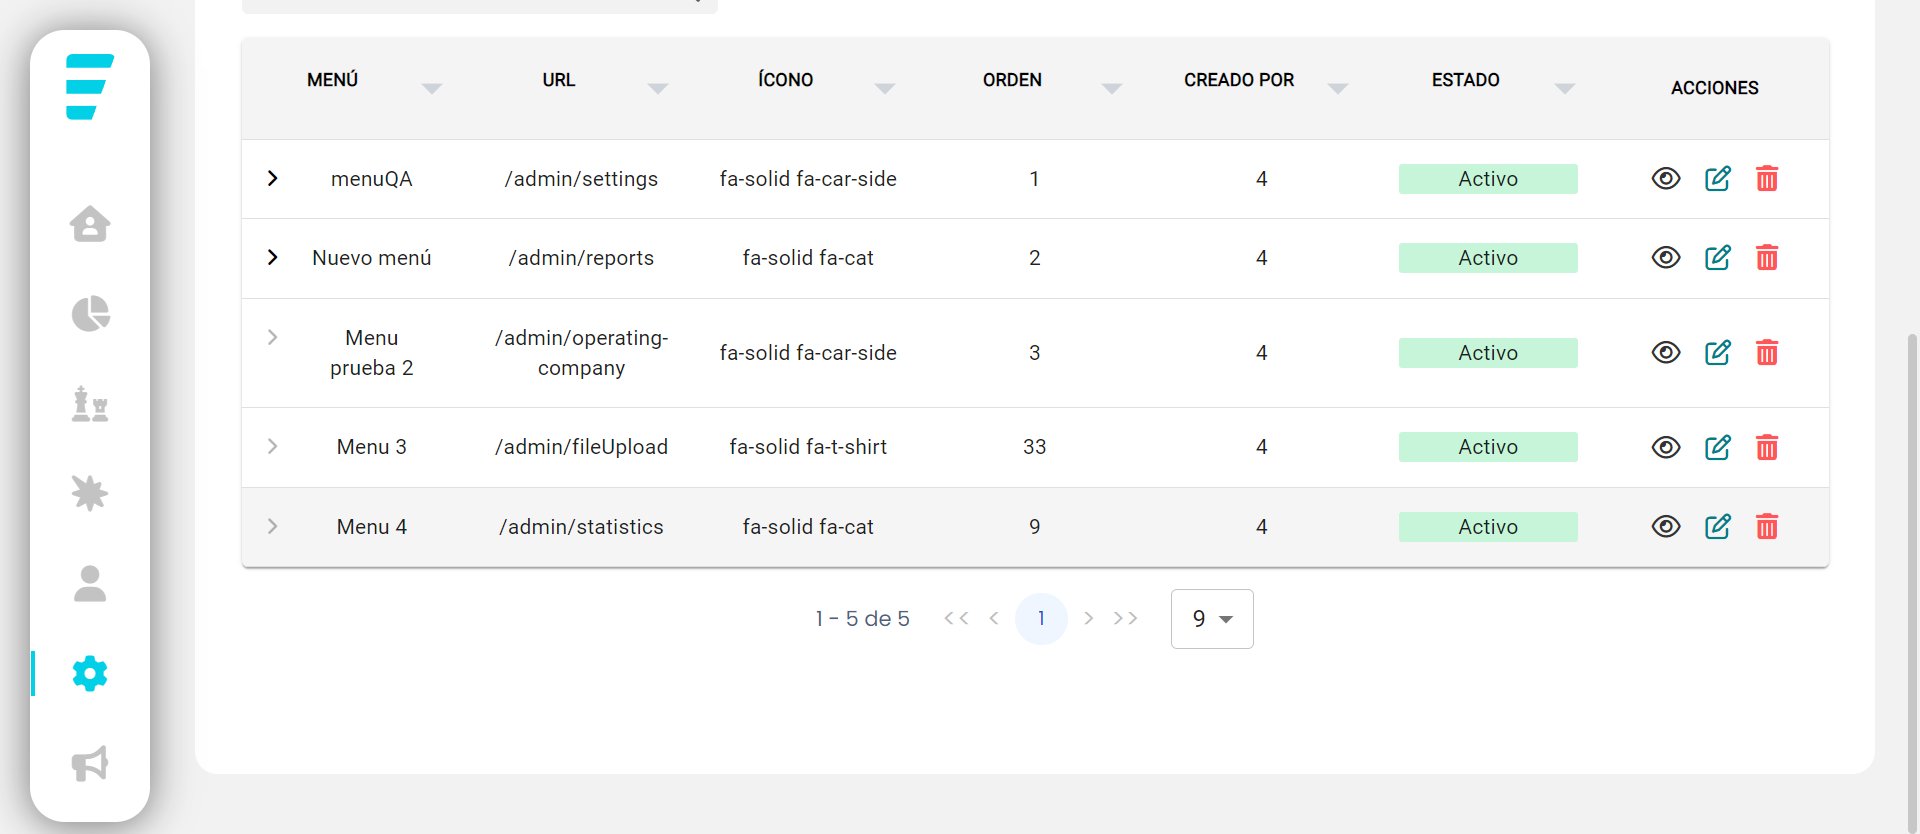 MENÚ URL ÍCONO ORDEN CREADO POR ESTADO ACCIONES
menuQA /admin/settings fa-solid fa-car-side 1 4 Activo
Nuevo menú /admin/reports fa-solid fa-cat 2 4 Activo
Menu prueba 2 /admin/operating-company fa-solid fa-car-side 3 4 Activo
Menu 3 /admin/fileUpload fa-solid fa-t-shirt 33 4 Activo
Menu 4 /admin/statistics fa-solid fa-cat 9 4 Activo
1 - 5 de 5 << < 1 > >> 9